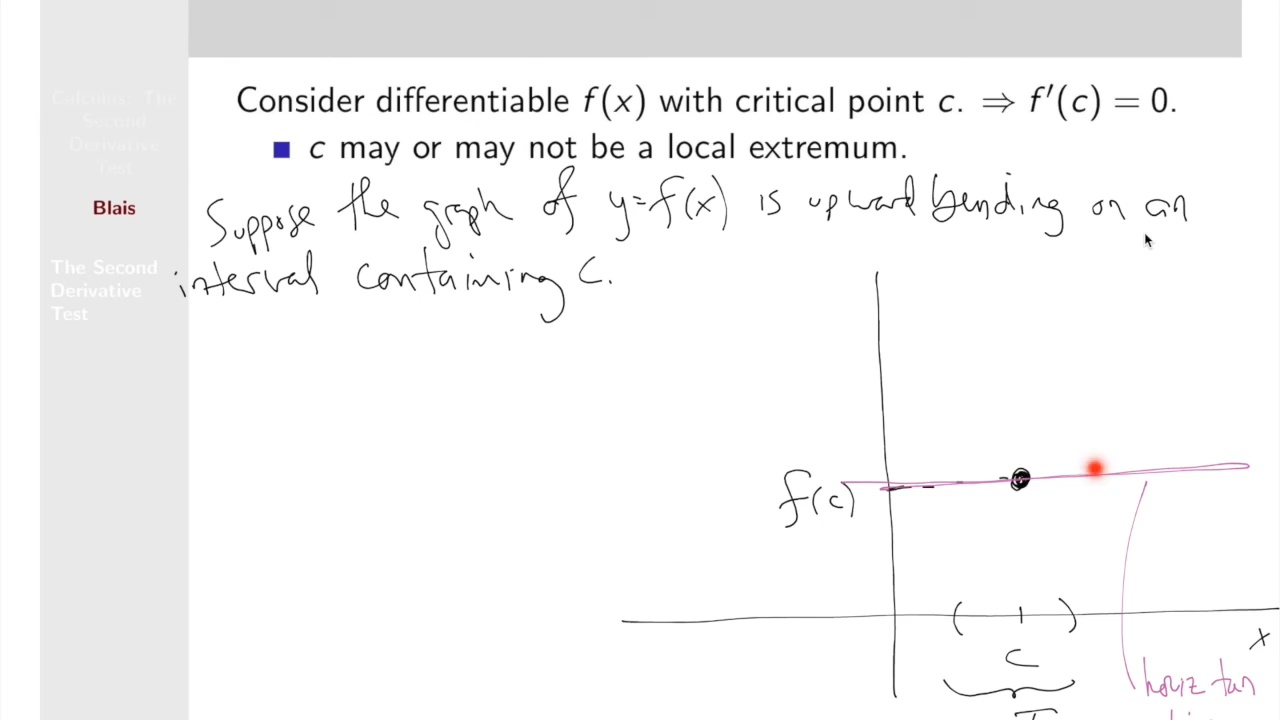 Calculus - The
Second
Derivative
Test
Blais
The Second
Derivative
Test
Consider differentiable f(x) with critical point c. ⇒ f′(c) = 0.
■ c may or may not be a local extremum.
Suppose the graph of y=f(x) is upward bending on an
interval containing c.
f(c)
( )
x
c
horiz tan